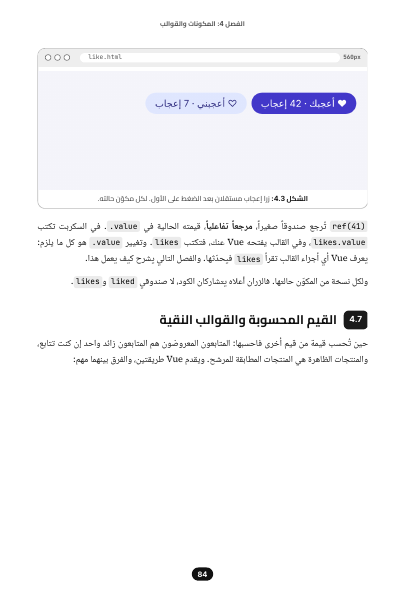 الفصل 4: المكونات والقوالب
like.html
560px
♥ أعجبك · 42 إعجاب
♡ أعجبني · 7 إعجاب
الشكل 4.3: زرا إعجاب مستقلان بعد الضغط على الأول. لكل مكوّن حالته.
ref(41) تُرجع صندوقاً صغيراً، مرجعاً تفاعلياً، قيمته الحالية في .value. في السكربت تكتب
likes.value، وفي القالب يفتحه Vue عنك، فتكتب likes. وتغيير .value هو كل ما يلزم:
يعرف Vue أي أجزاء القالب تقرأ likes فيحدّثها. والفصل التالي يشرح كيف يعمل هذا.
ولكل نسخة من المكوّن حالتها. فالزران أعلاه يتشاركان الكود، لا صندوقي liked و likes.
4.7 القيم المحسوبة والقوالب النقية
حين تُحسب قيمة من قيم أخرى فاحسبها: المتابعون المعروضون هم المتابعون زائد واحد إن كنت تتابع،
والمنتجات الظاهرة هي المنتجات المطابقة للمرشح. ويقدم Vue طريقتين، والفرق بينهما مهم:
84